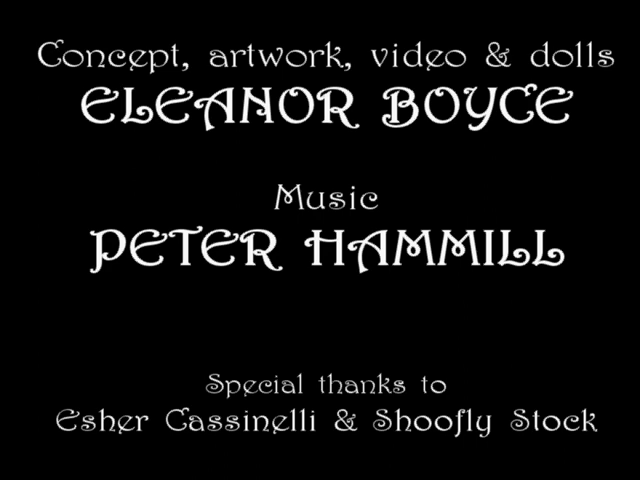 Concept, artwork, video & dolls
ELEANOR BOYCE
Music
PETER HAMMILL
Special thanks to
Esher Cassinelli & Shoofly Stock